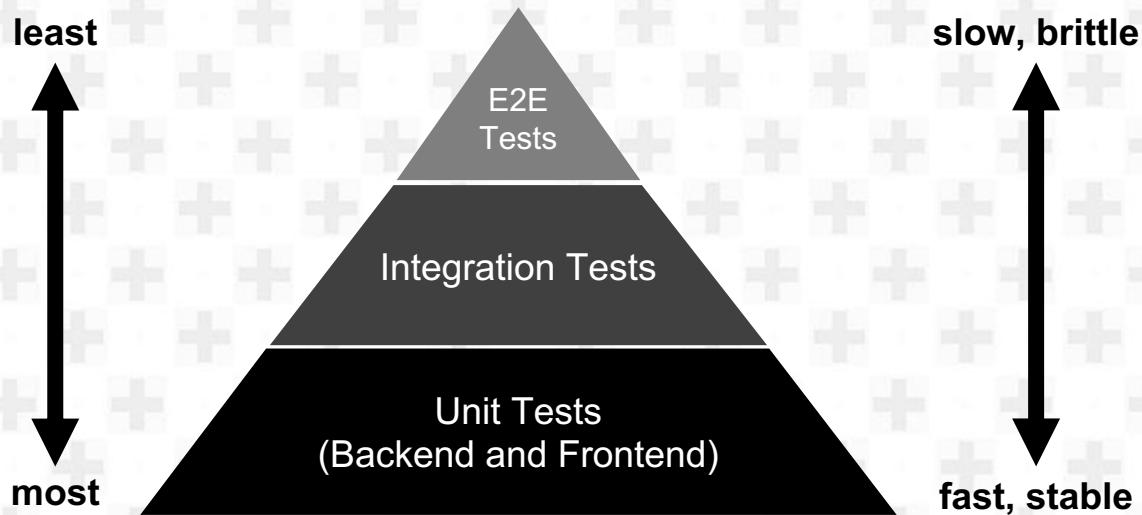 least
slow, brittle
E2E
Tests
Integration Tests
Unit Tests
(Backend and Frontend)
most
fast, stable